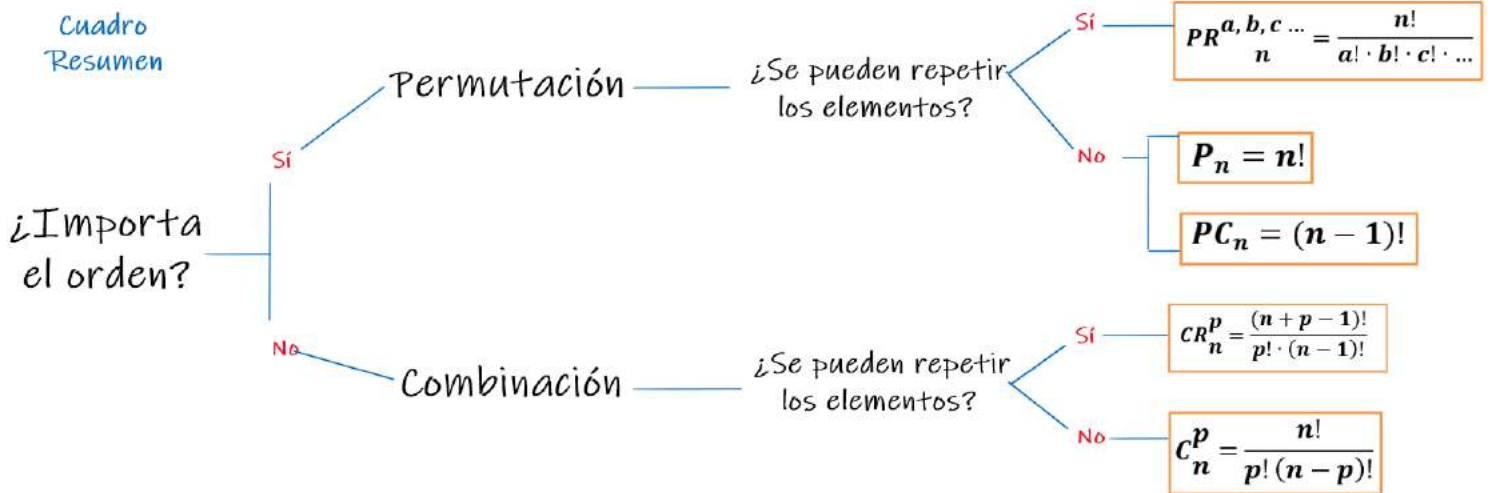 Cuadro
Resumen
¿Importa
el orden?
Sí
Permutación
¿Se pueden repetir
los elementos?
Sí
PR^{a, b, c ...}_n = n! / (a! · b! · c! · ...)
No
P_n = n!
PC_n = (n − 1)!
No
Combinación
¿Se pueden repetir
los elementos?
Sí
CR^p_n = (n + p − 1)! / (p! · (n − 1)!)
No
C^p_n = n! / (p! (n − p)!)